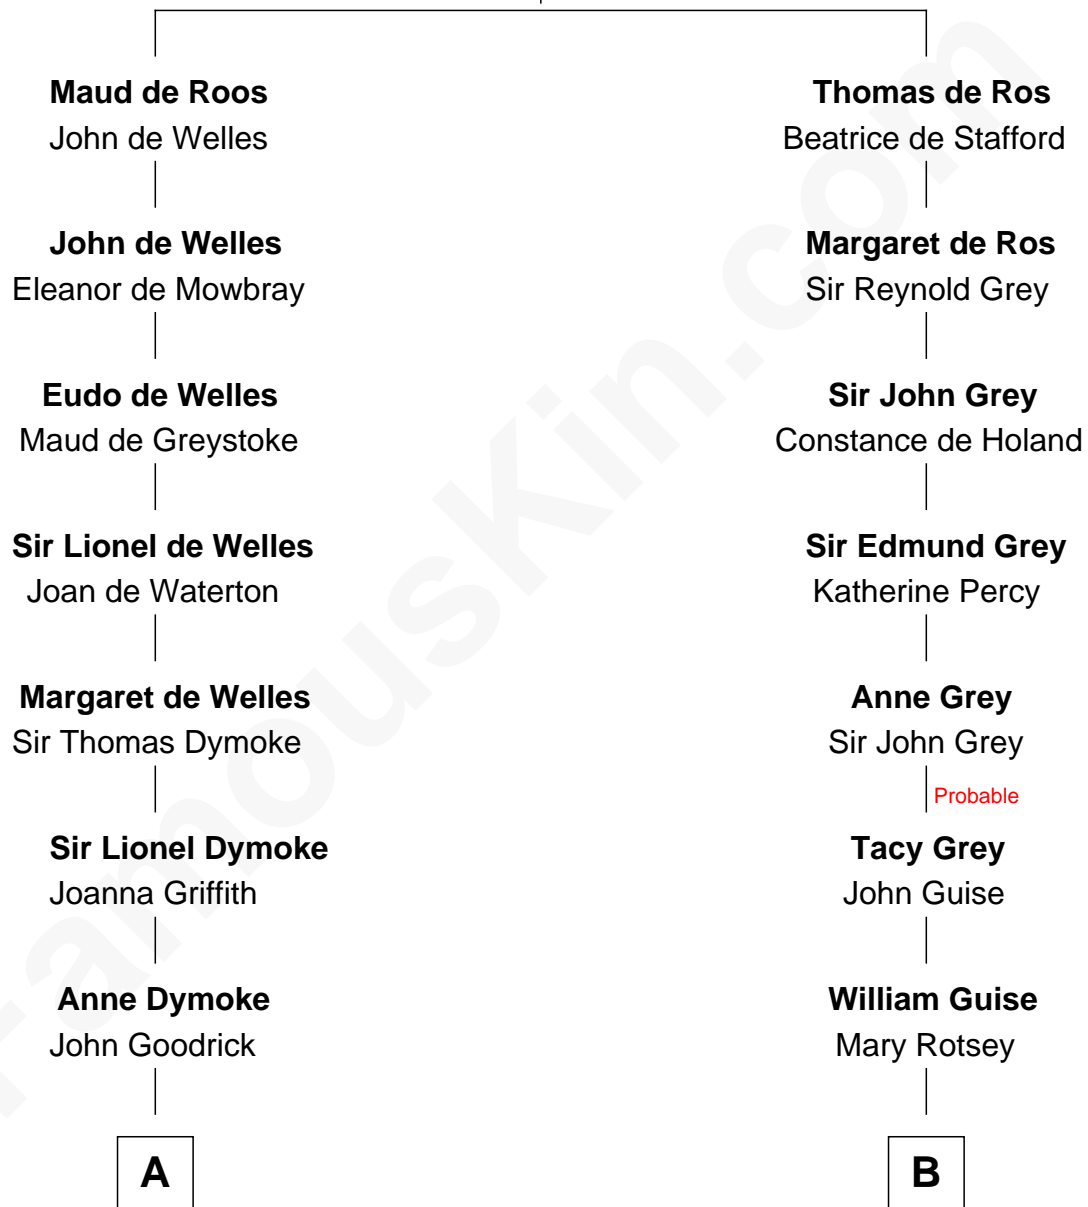 Maud de Roos
John de Welles
John de Welles
Eleanor de Mowbray
Eudo de Welles
Maud de Greystoke
Sir Lionel de Welles
Joan de Waterton
Margaret de Welles
Sir Thomas Dymoke
Sir Lionel Dymoke
Joanna Griffith
Anne Dymoke
John Goodrick
A
Thomas de Ros
Beatrice de Stafford
Margaret de Ros
Sir Reynold Grey
Sir John Grey
Constance de Holand
Sir Edmund Grey
Katherine Percy
Anne Grey
Sir John Grey
Probable
Tacy Grey
John Guise
William Guise
Mary Rotsey
B
FamousKin.com